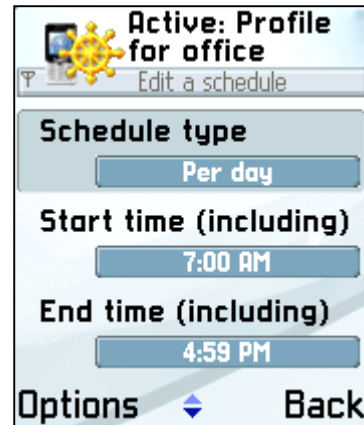 Active: Profile
for office
Edit a schedule
Schedule type
Per day
Start time (including)
7:00 AM
End time (including)
4:59 PM
Options
Back